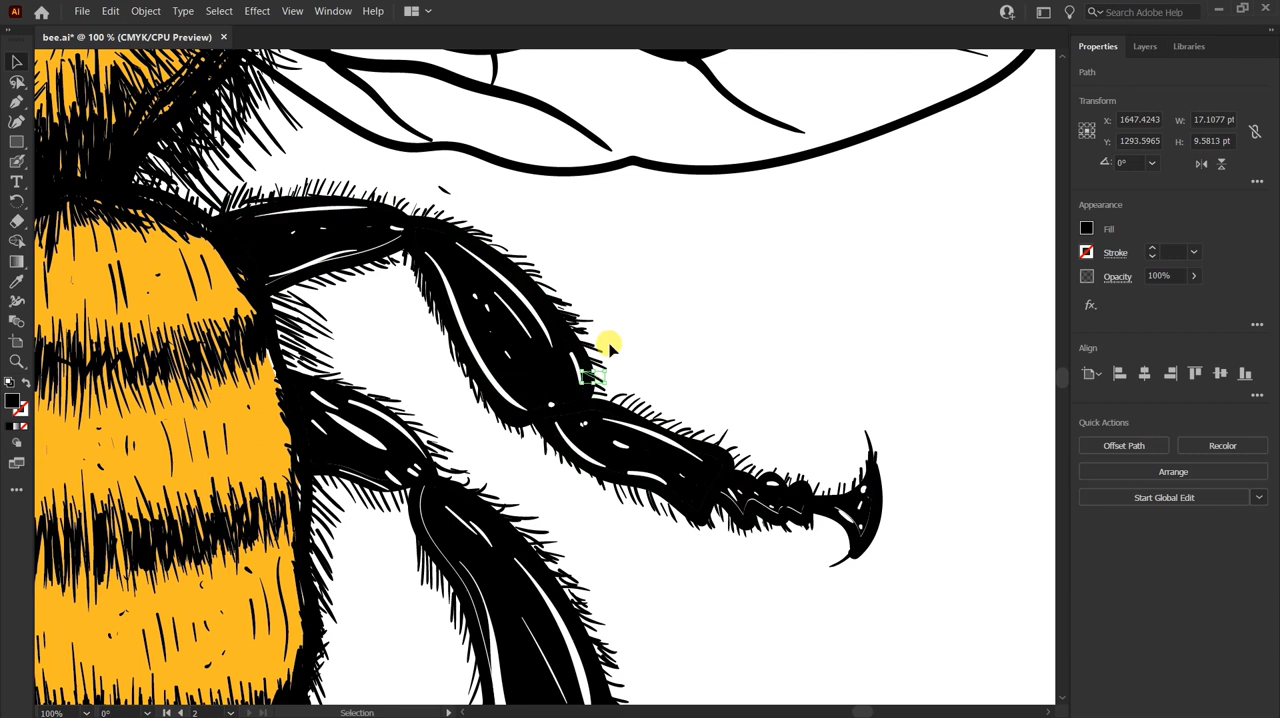 Ai
File Edit Object Type Select Effect View Window Help
Search Adobe Help
bee.ai* @ 100 % (CMYK/CPU Preview) ×
Properties Layers Libraries
Path
Transform
X: 1647.4243 W: 17.1077 pt
Y: 1293.5965 H: 9.5813 pt
0°
Appearance
Fill
Stroke
Opacity 100%
fx.
Align
Quick Actions
Offset Path Recolor
Arrange
Start Global Edit
100% 0° 2 Selection